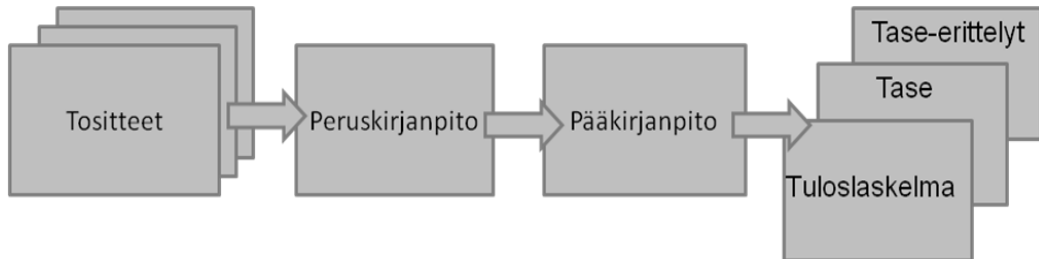 Tositteet
Peruskirjanpito
Pääkirjanpito
Tase-erittelyt
Tase
Tuloslaskelma